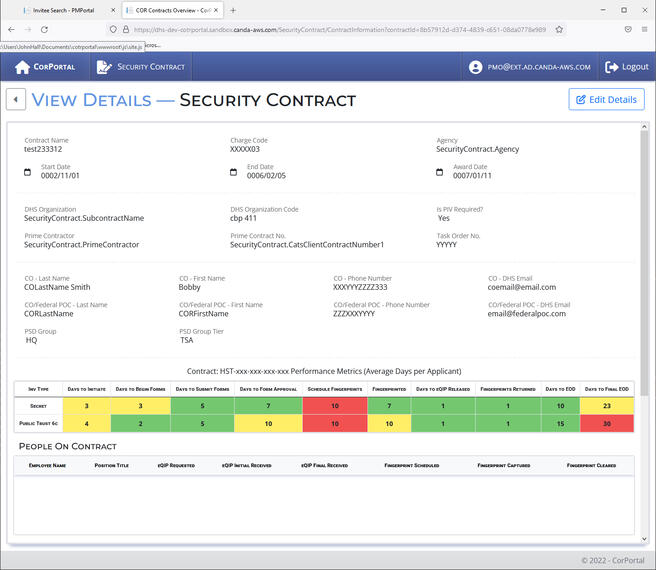 Invitee Search - PMPortal
COR Contracts Overview - Cor
https://dhs-dev-cotrportal.sandbox.canda-aws.com/SecurityContract/ContractInformation?contractId=8b57912d-d374-4839-c651-08da0778e989
\Users\JohnHall\Documents\cotrportal\wwwroot\js\site.js
CorPortal
Security Contract
PMO@EXT.AD.CANDA-AWS.COM
Logout
View Details — Security Contract
Edit Details
Contract Name Charge Code Agency
test233312 XXXXX03 SecurityContract.Agency
Start Date End Date Award Date
0002/11/01 0006/02/05 0007/01/11
DHS Organization DHS Organization Code Is PIV Required?
SecurityContract.SubcontractName cbp 411 Yes
Prime Contractor Prime Contract No. Task Order No.
SecurityContract.PrimeContractor SecurityContract.CatsClientContractNumber1 YYYYY
CO - Last Name CO - First Name CO - Phone Number CO - DHS Email
COLastName Smith Bobby XXXYYYZZZZ333 coemail@email.com
CO/Federal POC - Last Name CO/Federal POC - First Name CO/Federal POC - Phone Number CO/Federal POC - DHS Email
CORLastName CORFirstName ZZZXXXYYYY email@federalpoc.com
PSD Group PSD Group Tier
HQ TSA
Contract: HST-xxx-xxx-xxx-xxx Performance Metrics (Average Days per Applicant)
Inv Type Days to Initiate Days to Begin Forms Days to Submit Forms Days to Form Approval Schedule Fingerprints Fingerprinted Days to eQIP Released Fingerprints Returned Days to EOD Days to Final EOD
Secret 3 3 5 7 10 7 1 1 10 23
Public Trust 6c 4 2 5 10 10 10 1 1 15 30
People On Contract
Employee Name Position Title eQIP Requested eQIP Initial Received eQIP Final Received Fingerprint Scheduled Fingerprint Captured Fingerprint Cleared
© 2022 - CorPortal